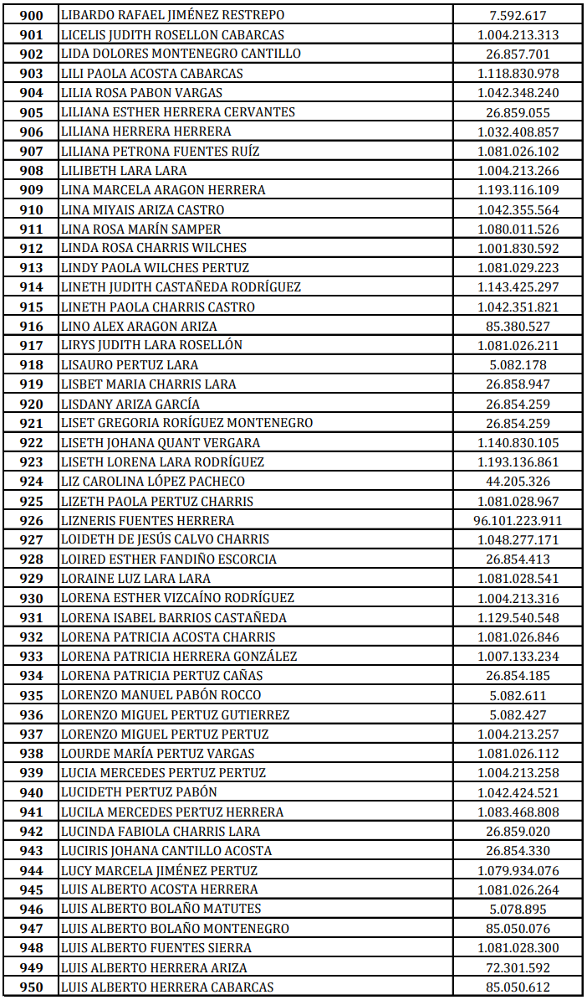 900 LIBARDO RAFAEL JIMÉNEZ RESTREPO 7.592.617
901 LICELIS JUDITH ROSELLON CABARCAS 1.004.213.313
902 LIDA DOLORES MONTENEGRO CANTILLO 26.857.701
903 LILI PAOLA ACOSTA CABARCAS 1.118.830.978
904 LILIA ROSA PABON VARGAS 1.042.348.240
905 LILIANA ESTHER HERRERA CERVANTES 26.859.055
906 LILIANA HERRERA HERRERA 1.032.408.857
907 LILIANA PETRONA FUENTES RUÍZ 1.081.026.102
908 LILIBETH LARA LARA 1.004.213.266
909 LINA MARCELA ARAGON HERRERA 1.193.116.109
910 LINA MIYAIS ARIZA CASTRO 1.042.355.564
911 LINA ROSA MARÍN SAMPER 1.080.011.526
912 LINDA ROSA CHARRIS WILCHES 1.001.830.592
913 LINDY PAOLA WILCHES PERTUZ 1.081.029.223
914 LINETH JUDITH CASTAÑEDA RODRÍGUEZ 1.143.425.297
915 LINETH PAOLA CHARRIS CASTRO 1.042.351.821
916 LINO ALEX ARAGON ARIZA 85.380.527
917 LIRYS JUDITH LARA ROSELLÓN 1.081.026.211
918 LISAURO PERTUZ LARA 5.082.178
919 LISBET MARIA CHARRIS LARA 26.858.947
920 LISDANY ARIZA GARCÍA 26.854.259
921 LISET GREGORIA RORÍGUEZ MONTENEGRO 26.854.259
922 LISETH JOHANA QUANT VERGARA 1.140.830.105
923 LISETH LORENA LARA RODRÍGUEZ 1.193.136.861
924 LIZ CAROLINA LÓPEZ PACHECO 44.205.326
925 LIZETH PAOLA PERTUZ CHARRIS 1.081.028.967
926 LIZNERIS FUENTES HERRERA 96.101.223.911
927 LOIDETH DE JESÚS CALVO CHARRIS 1.048.277.171
928 LOIRED ESTHER FANDIÑO ESCORCIA 26.854.413
929 LORAINE LUZ LARA LARA 1.081.028.541
930 LORENA ESTHER VIZCAÍNO RODRÍGUEZ 1.004.213.316
931 LORENA ISABEL BARRIOS CASTAÑEDA 1.129.540.548
932 LORENA PATRICIA ACOSTA CHARRIS 1.081.026.846
933 LORENA PATRICIA HERRERA GONZÁLEZ 1.007.133.234
934 LORENA PATRICIA PERTUZ CAÑAS 26.854.185
935 LORENZO MANUEL PABÓN ROCCO 5.082.611
936 LORENZO MIGUEL PERTUZ GUTIERREZ 5.082.427
937 LORENZO MIGUEL PERTUZ PERTUZ 1.004.213.257
938 LOURDE MARÍA PERTUZ VARGAS 1.081.026.112
939 LUCIA MERCEDES PERTUZ PERTUZ 1.004.213.258
940 LUCIDETH PERTUZ PABÓN 1.042.424.521
941 LUCILA MERCEDES PERTUZ HERRERA 1.083.468.808
942 LUCINDA FABIOLA CHARRIS LARA 26.859.020
943 LUCIRIS JOHANA CANTILLO ACOSTA 26.854.330
944 LUCY MARCELA JIMÉNEZ PERTUZ 1.079.934.076
945 LUIS ALBERTO ACOSTA HERRERA 1.081.026.264
946 LUIS ALBERTO BOLAÑO MATUTES 5.078.895
947 LUIS ALBERTO BOLAÑO MONTENEGRO 85.050.076
948 LUIS ALBERTO FUENTES SIERRA 1.081.028.300
949 LUIS ALBERTO HERRERA ARIZA 72.301.592
950 LUIS ALBERTO HERRERA CABARCAS 85.050.612